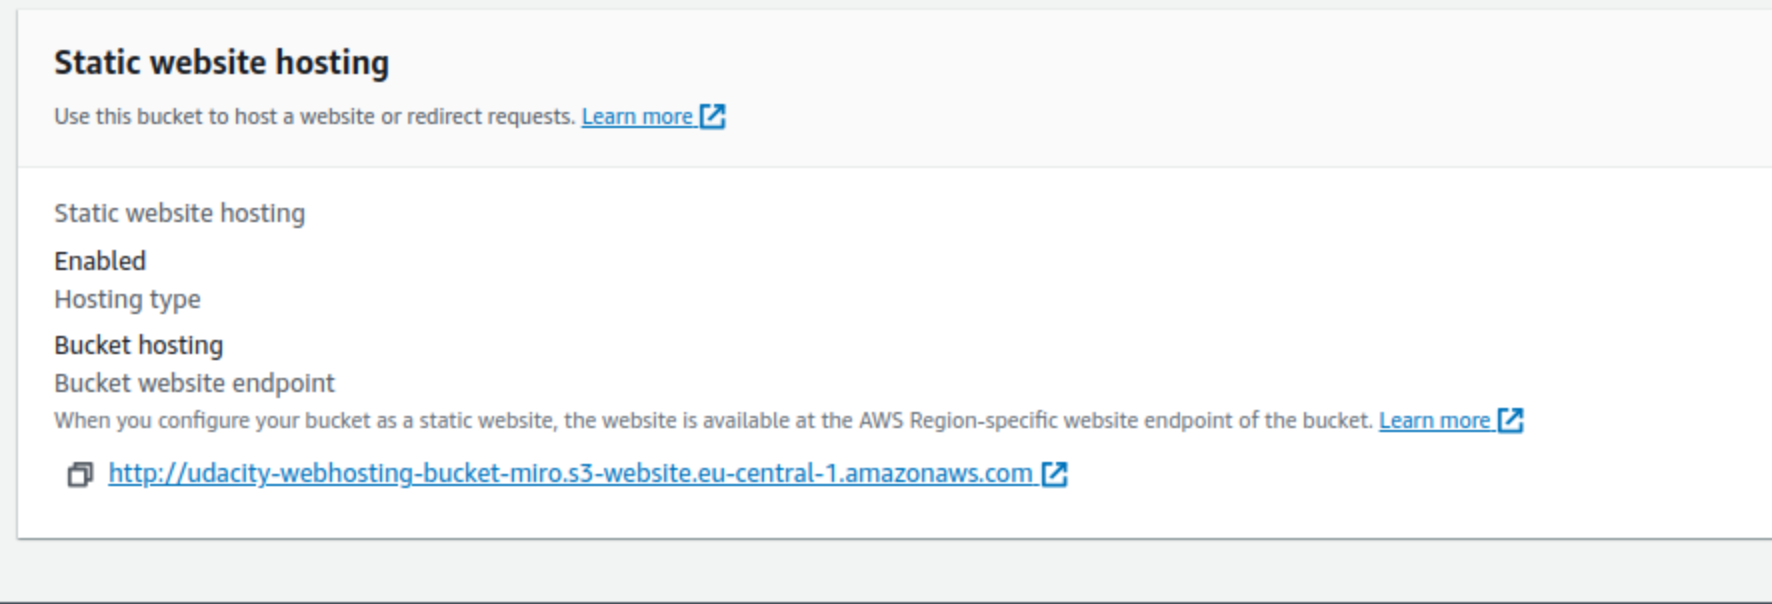 Static website hosting
Use this bucket to host a website or redirect requests. Learn more
Static website hosting
Enabled
Hosting type
Bucket hosting
Bucket website endpoint
When you configure your bucket as a static website, the website is available at the AWS Region-specific website endpoint of the bucket. Learn more
http://udacity-webhosting-bucket-miro.s3-website.eu-central-1.amazonaws.com